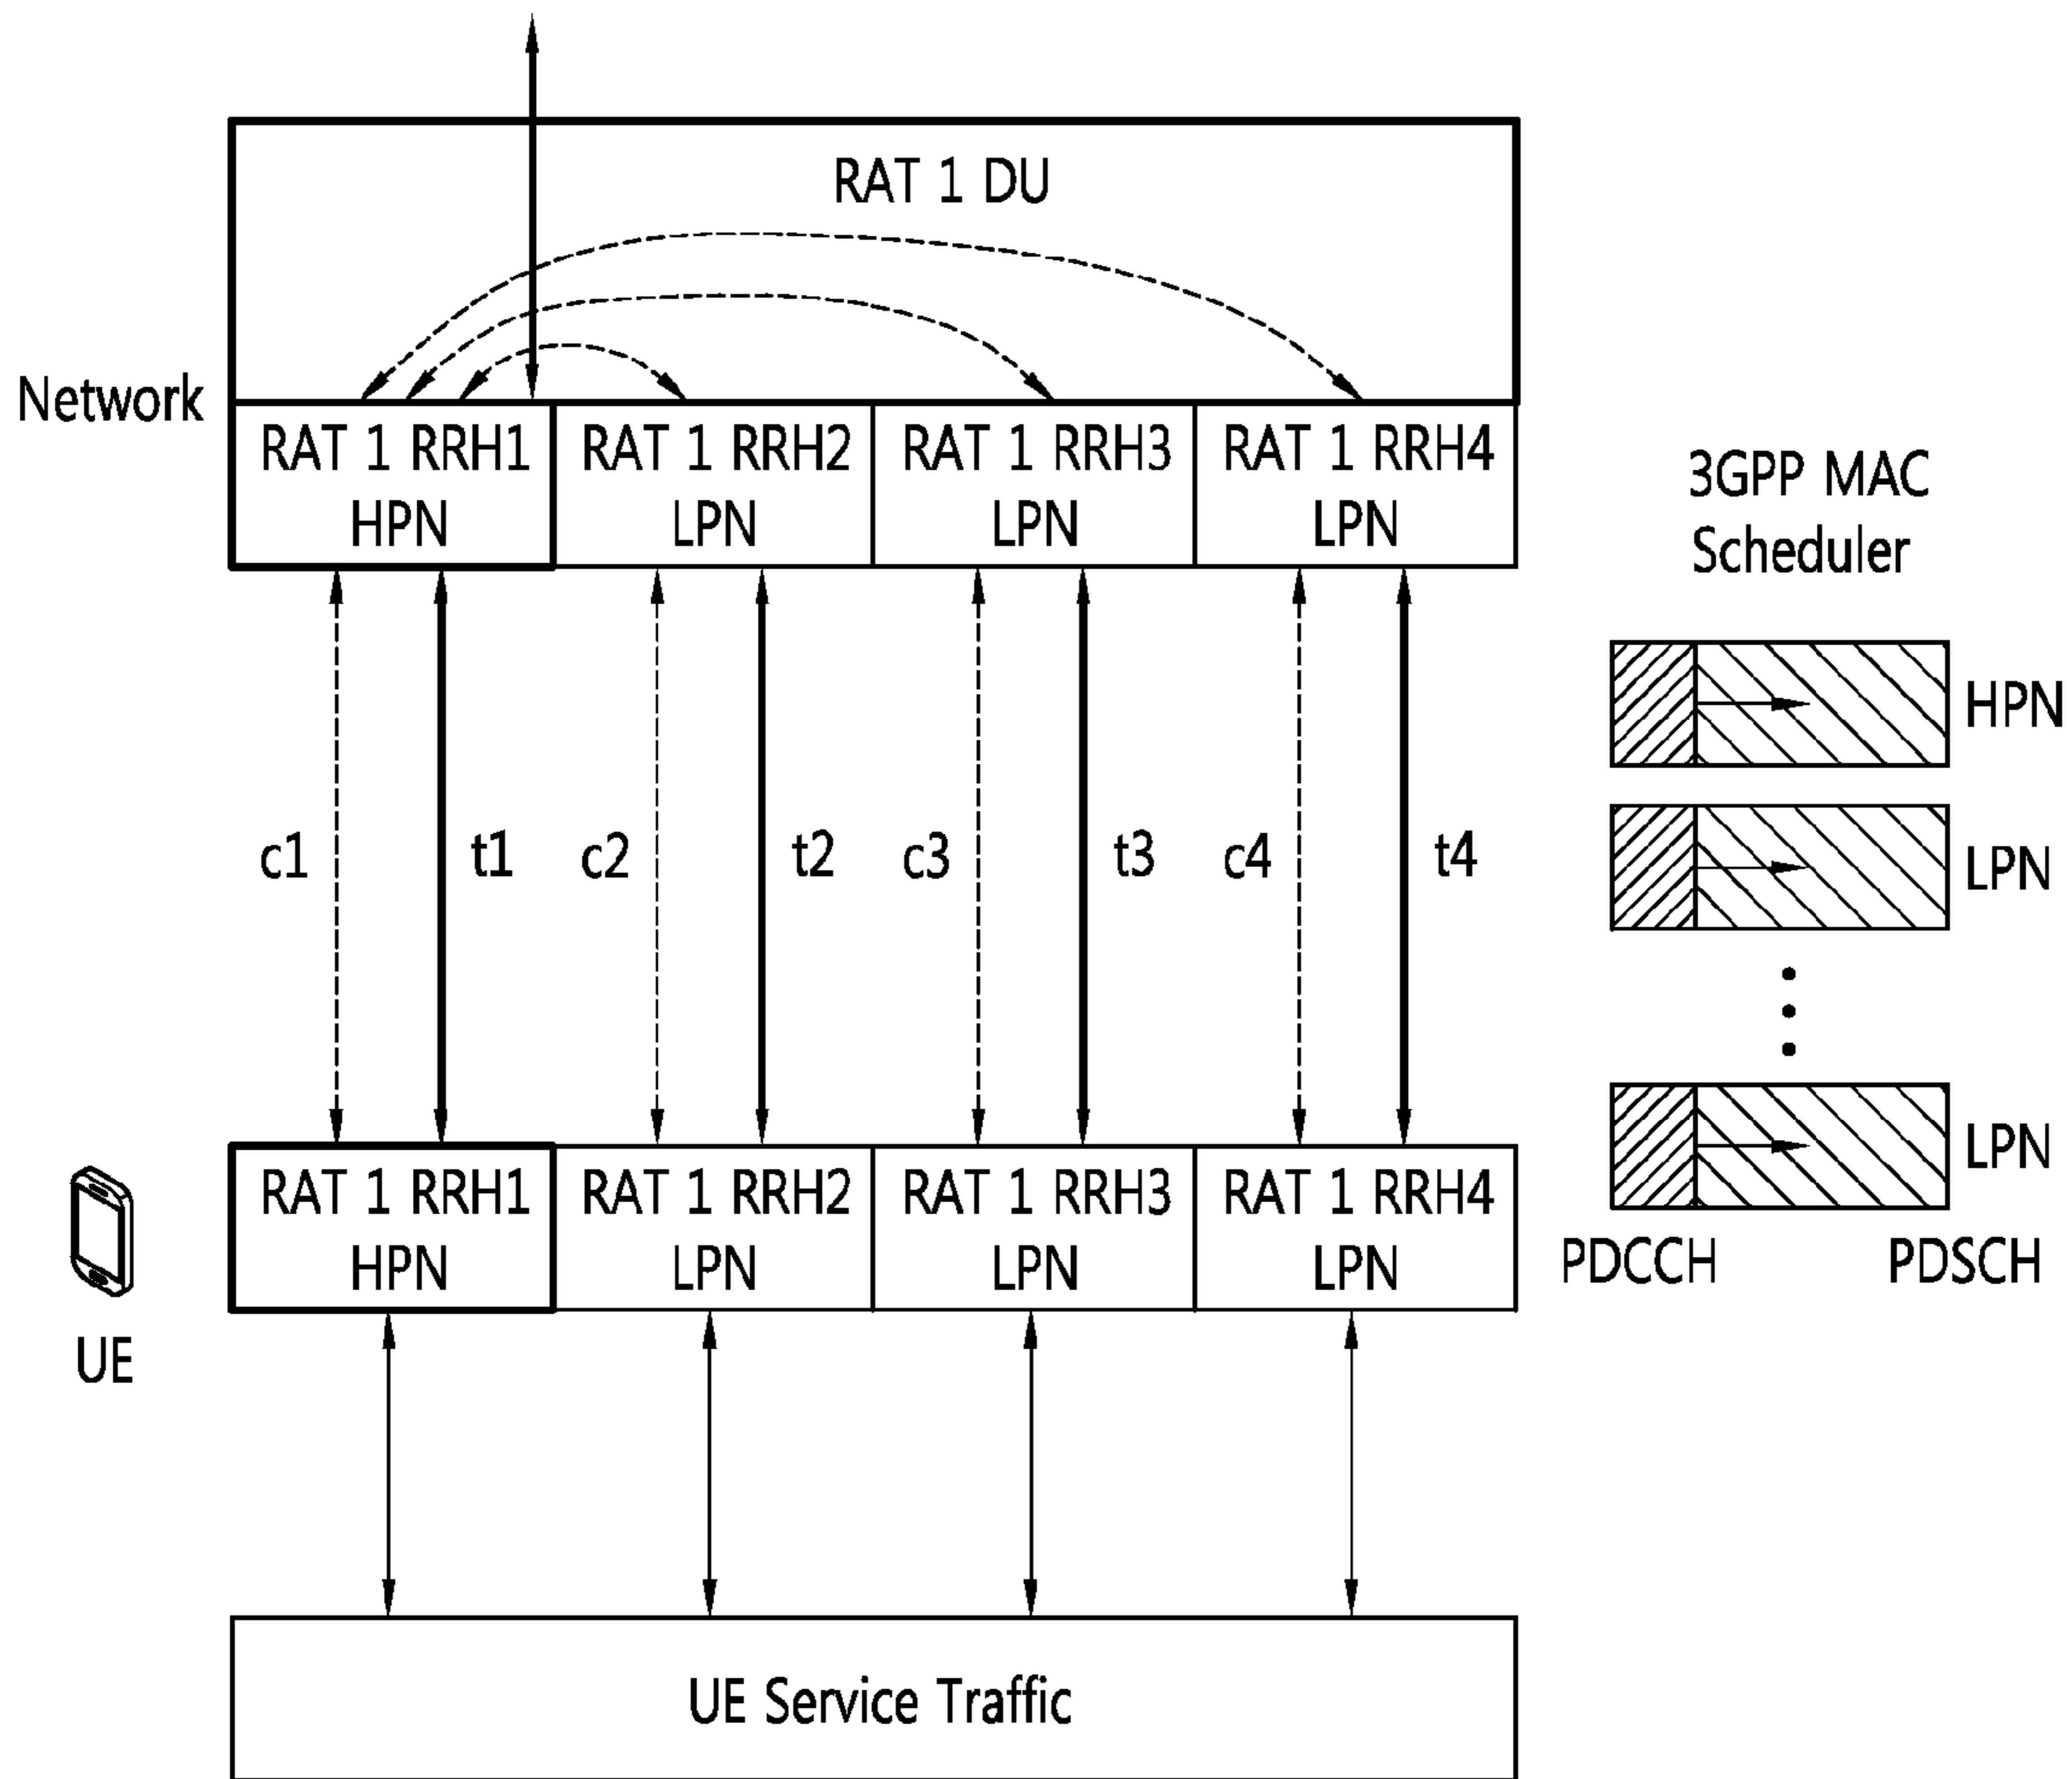 RAT 1 DU
Network
RAT 1 RRH1
HPN
RAT 1 RRH2
LPN
RAT 1 RRH3
LPN
RAT 1 RRH4
LPN
3GPP MAC
Scheduler
HPN
LPN
LPN
PDCCH
PDSCH
c1
t1
c2
t2
c3
t3
c4
t4
UE
RAT 1 RRH1
HPN
RAT 1 RRH2
LPN
RAT 1 RRH3
LPN
RAT 1 RRH4
LPN
UE Service Traffic